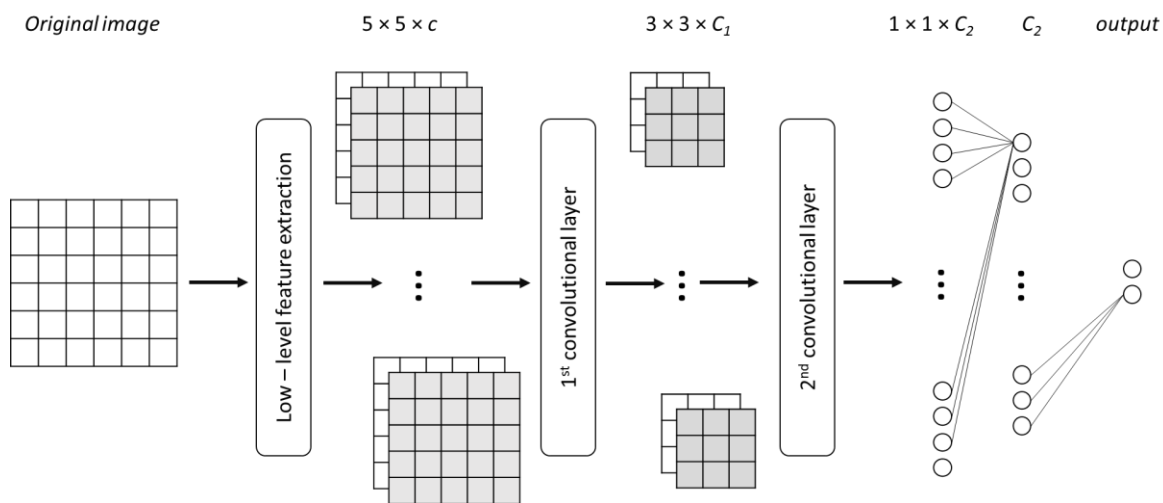 Original image
5 × 5 × c
3 × 3 × C₁
1 × 1 × C₂
C₂
output
Low – level feature extraction
1st convolutional layer
2nd convolutional layer